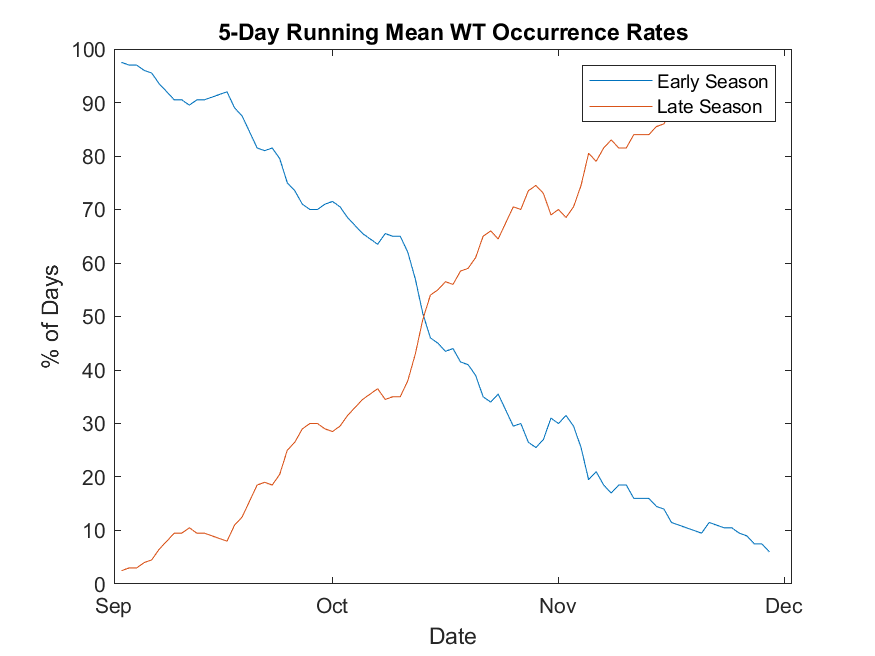 5-Day Running Mean WT Occurrence Rates
100
90
80
70
60
50
40
30
20
10
0
% of Days
Early Season
Late Season
Sep
Oct
Nov
Dec
Date